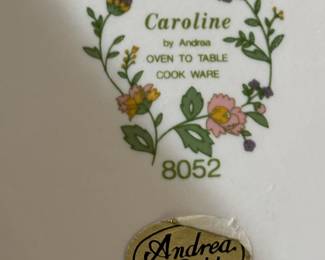 Caroline
by Andrea
OVEN TO TABLE
COOK WARE
8052
Andrea